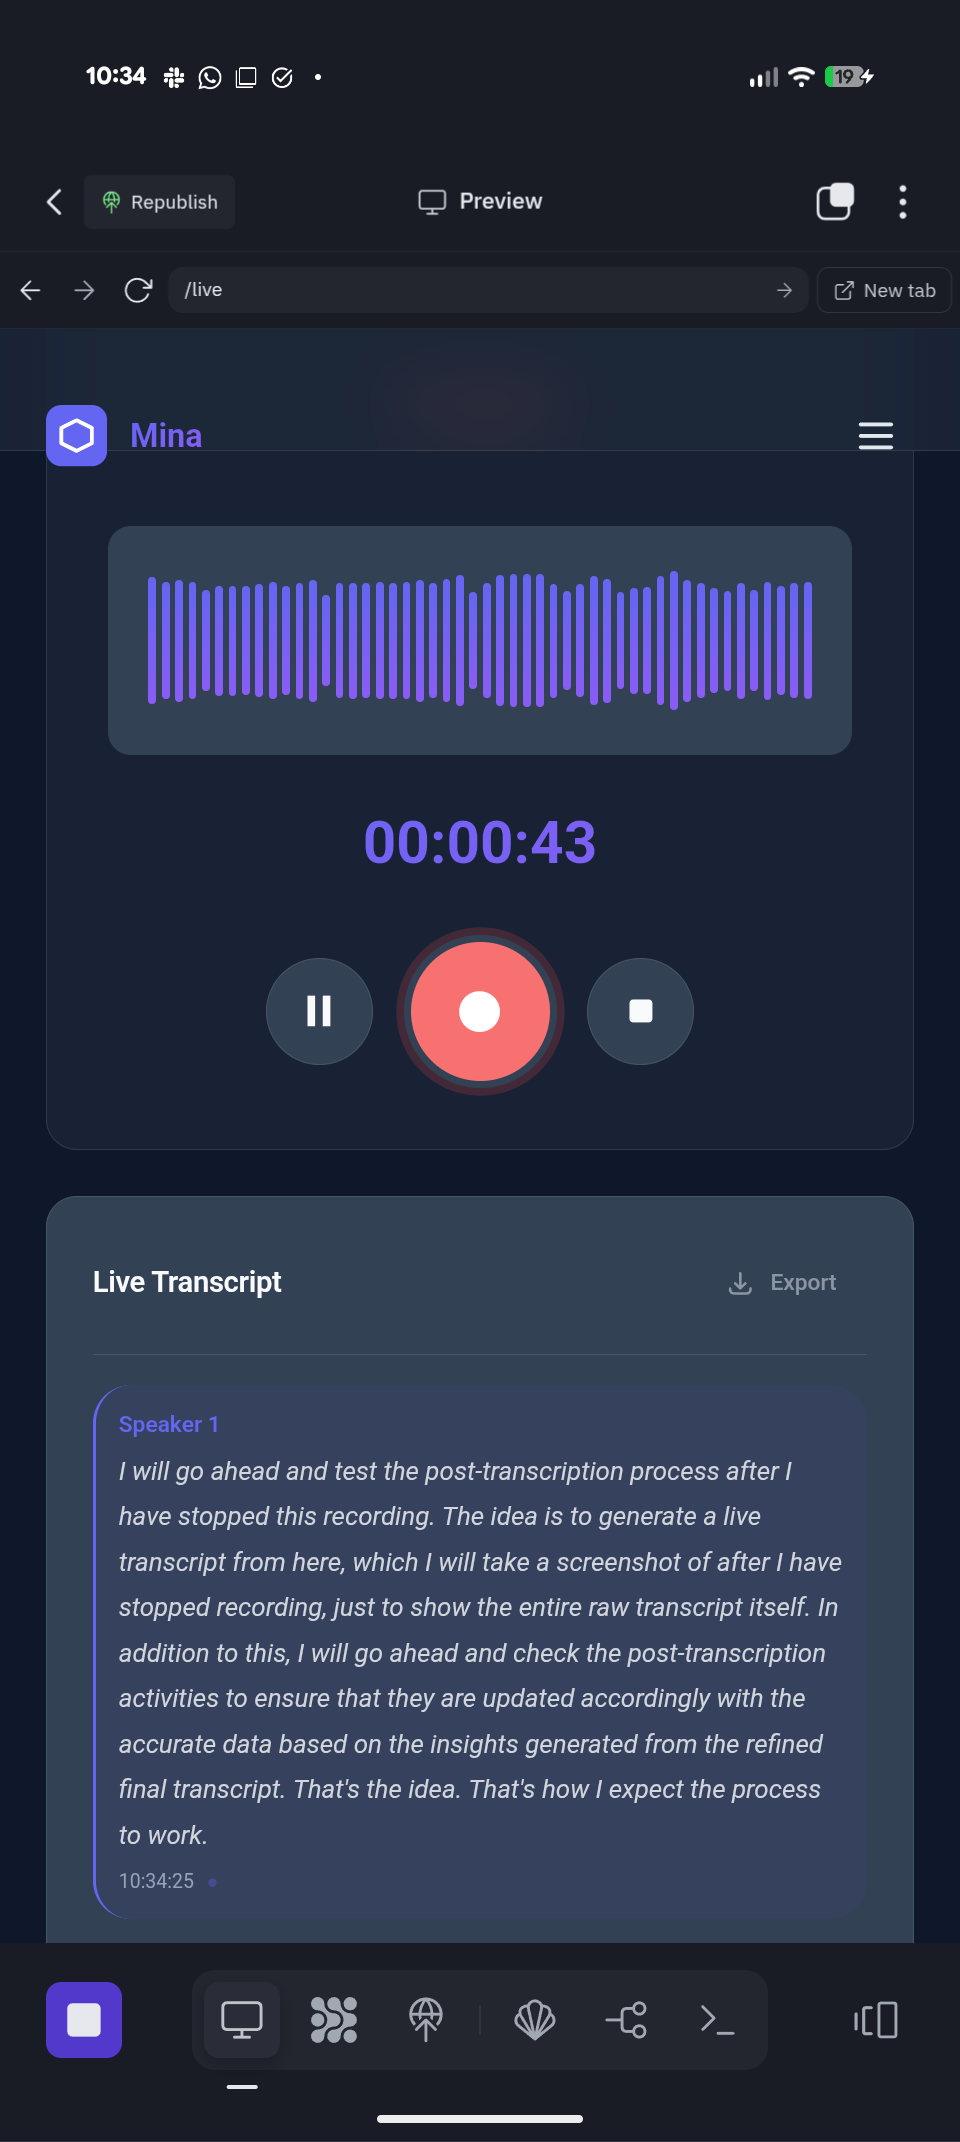 10:34
19
Republish
Preview
/live
New tab
Mina
00:00:43
Live Transcript
Export
Speaker 1
I will go ahead and test the post-transcription process after I
have stopped this recording. The idea is to generate a live
transcript from here, which I will take a screenshot of after I have
stopped recording, just to show the entire raw transcript itself. In
addition to this, I will go ahead and check the post-transcription
activities to ensure that they are updated accordingly with the
accurate data based on the insights generated from the refined
final transcript. That's the idea. That's how I expect the process
to work.
10:34:25